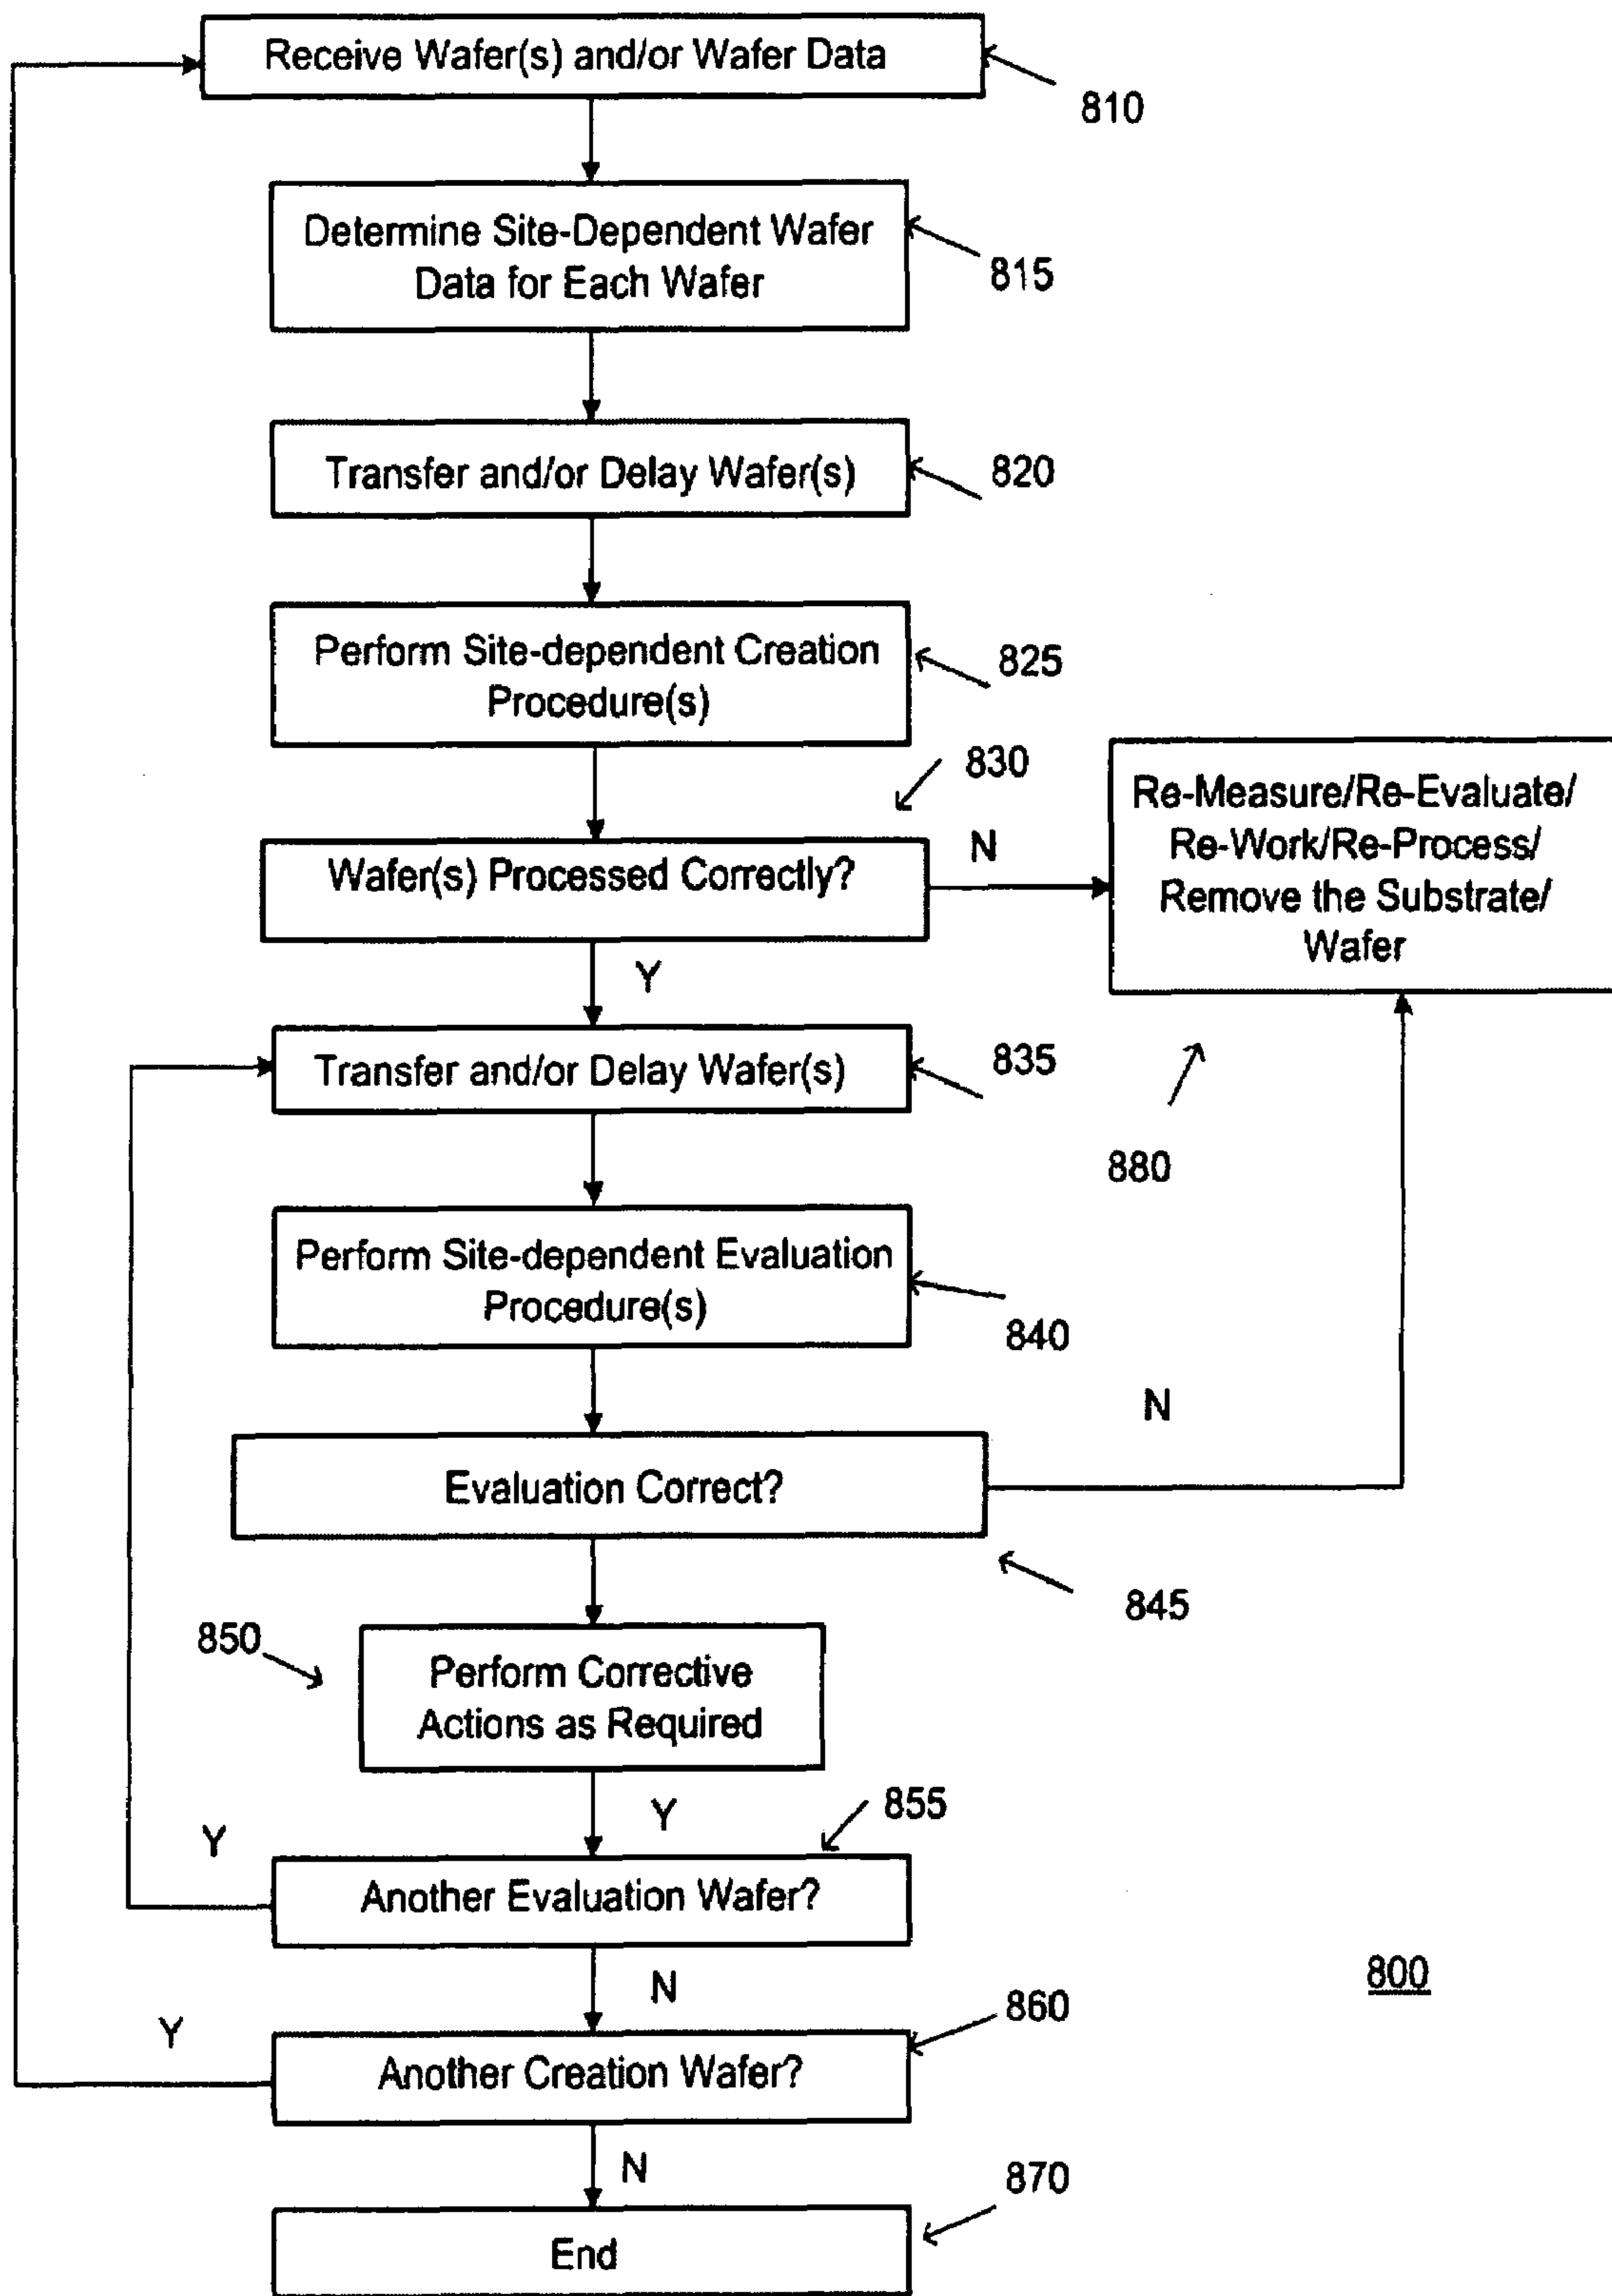 Receive Wafer(s) and/or Wafer Data
810
Determine Site-Dependent Wafer
Data for Each Wafer
815
Transfer and/or Delay Wafer(s)
820
Perform Site-dependent Creation
Procedure(s)
825
830
Wafer(s) Processed Correctly?
N
Re-Measure/Re-Evaluate/
Re-Work/Re-Process/
Remove the Substrate/
Wafer
880
Y
Transfer and/or Delay Wafer(s)
835
Perform Site-dependent Evaluation
Procedure(s)
840
N
Evaluation Correct?
845
850
Perform Corrective
Actions as Required
Y
855
Y
Another Evaluation Wafer?
N
860
Y
Another Creation Wafer?
N
870
End
800